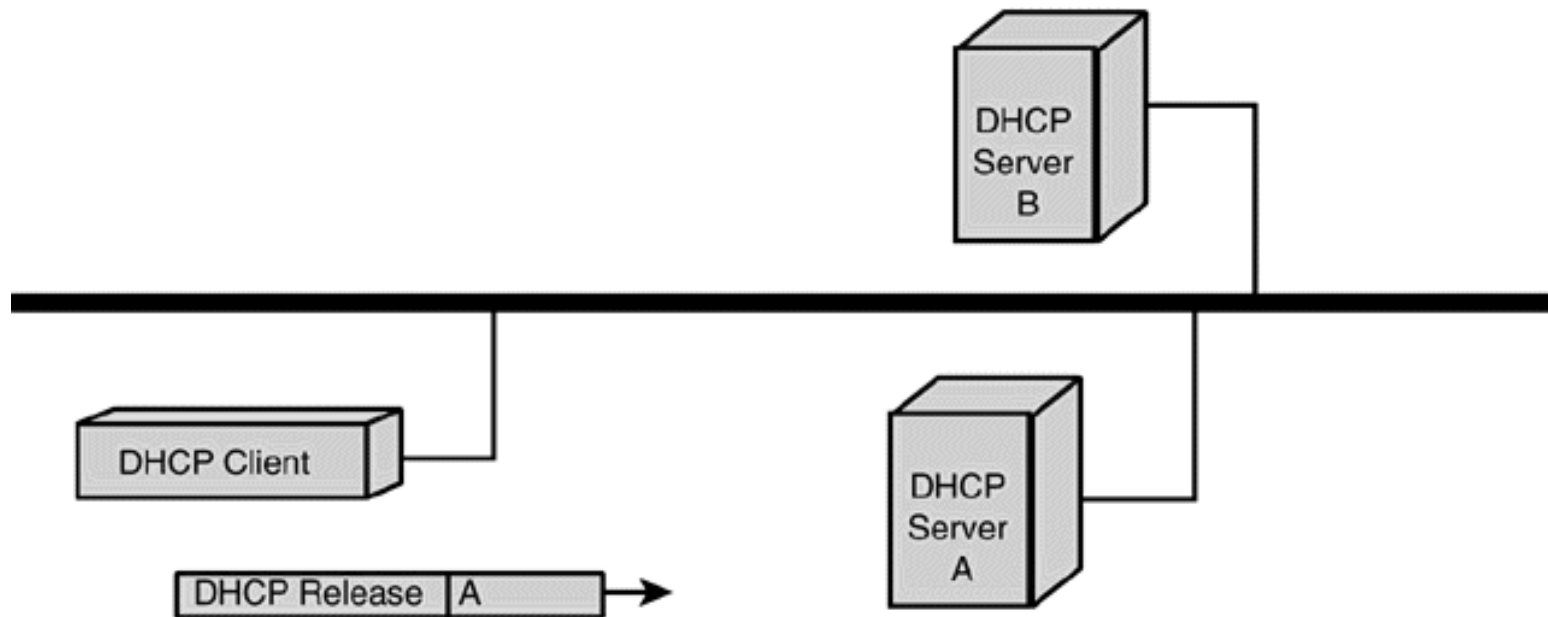 DHCP
Server
B
DHCP Client
DHCP
Server
A
DHCP Release A